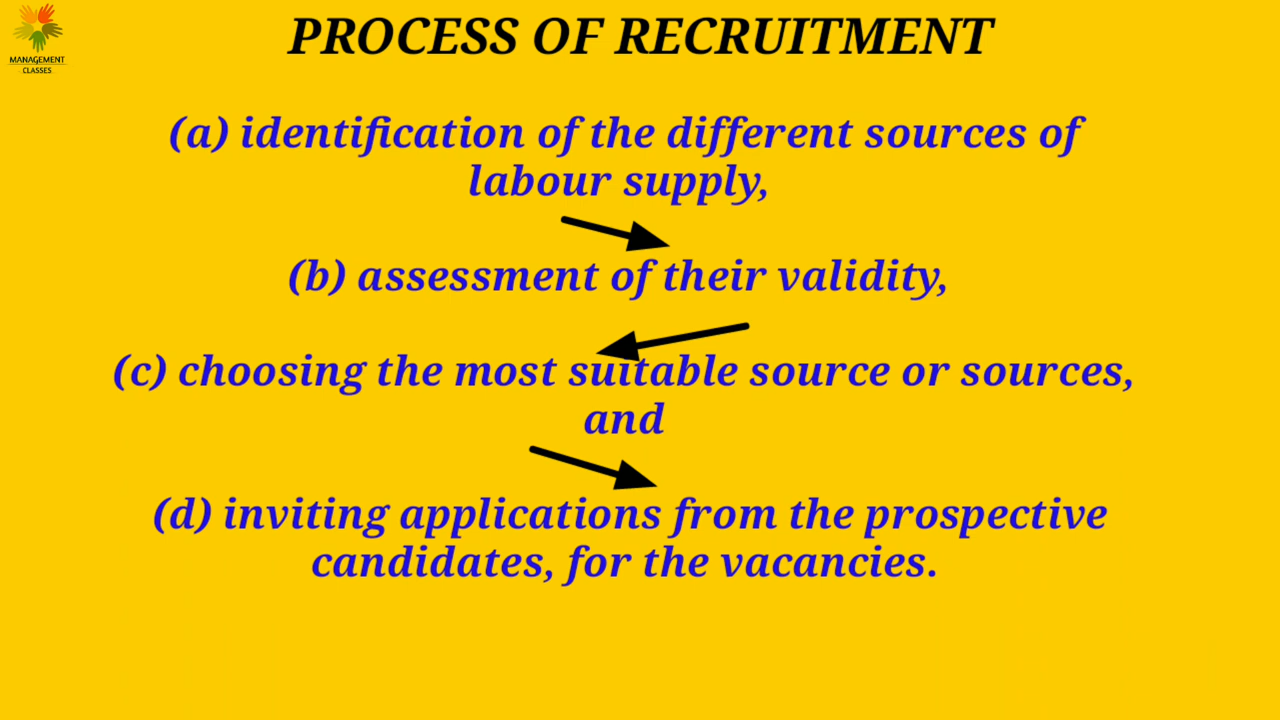 MANAGEMENT
CLASSES
PROCESS OF RECRUITMENT
(a) identification of the different sources of
labour supply,
(b) assessment of their validity,
(c) choosing the most suitable source or sources,
and
(d) inviting applications from the prospective
candidates, for the vacancies.